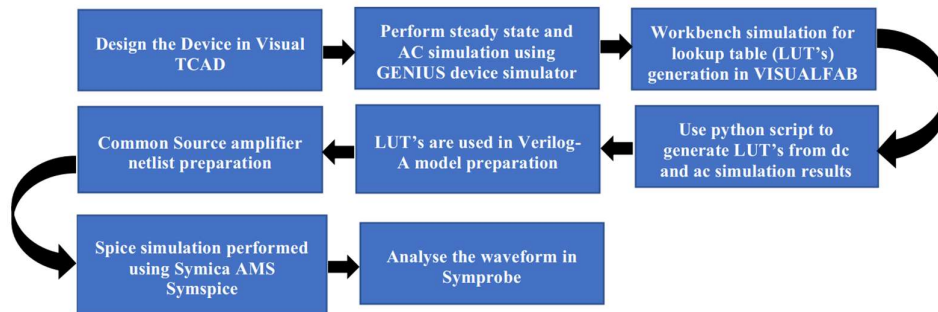 Design the Device in Visual
TCAD
Perform steady state and
AC simulation using
GENIUS device simulator
Workbench simulation for
lookup table (LUT's)
generation in VISUALFAB
Use python script to
generate LUT's from dc
and ac simulation results
LUT's are used in Verilog-
A model preparation
Common Source amplifier
netlist preparation
Spice simulation performed
using Symica AMS
Symspice
Analyse the waveform in
Symprobe